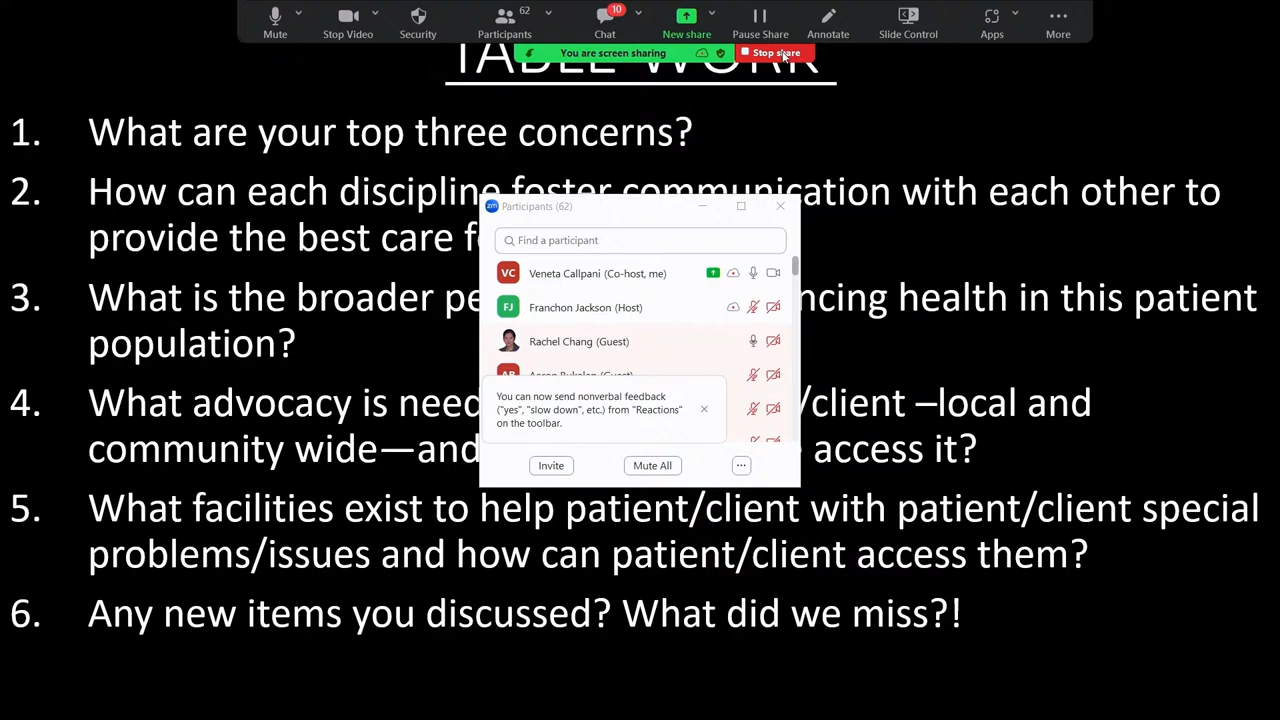 62
10
Mute
Stop Video
Security
Participants
Chat
New share
Pause Share
Annotate
Slide Control
Apps
More
You are screen sharing
Stop share
TABLE WORK
1. What are your top three concerns?
2. How can each discipline foster communication with each other to
provide the best care f
3. What is the broader pe
ncing health in this patient
population?
4. What advocacy is need
/client –local and
community wide—and
access it?
5. What facilities exist to help patient/client with patient/client special
problems/issues and how can patient/client access them?
6. Any new items you discussed? What did we miss?!
zm Participants (62)
Find a participant
VC Veneta Callpani (Co-host, me)
FJ Franchon Jackson (Host)
Rachel Chang (Guest)
You can now send nonverbal feedback
("yes", "slow down", etc.) from "Reactions"
on the toolbar.
Invite
Mute All